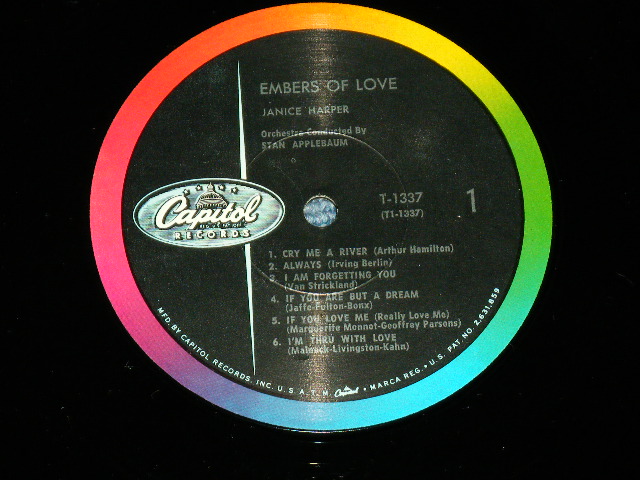 EMBERS OF LOVE
JANICE HARPER
Orchestra Conducted By
STAN APPLEBAUM
Capitol
RECORDS
T-1337
(T1-1337)
1
1. CRY ME A RIVER (Arthur Hamilton)
2. ALWAYS (Irving Berlin)
3. I AM FORGETTING YOU
(Van Strickland)
4. IF YOU ARE BUT A DREAM
(Jaffe-Fulton-Bonx)
5. IF YOU LOVE ME (Really Love Me)
(Marguerite Monnot-Geoffrey Parsons)
6. I'M THRU WITH LOVE
(Malneck-Livingston-Kahn)
MFD. BY CAPITOL RECORDS, INC. U.S.A. T.M. Capitol • MARCA REG. • U.S. PAT. NO. 2,631,859